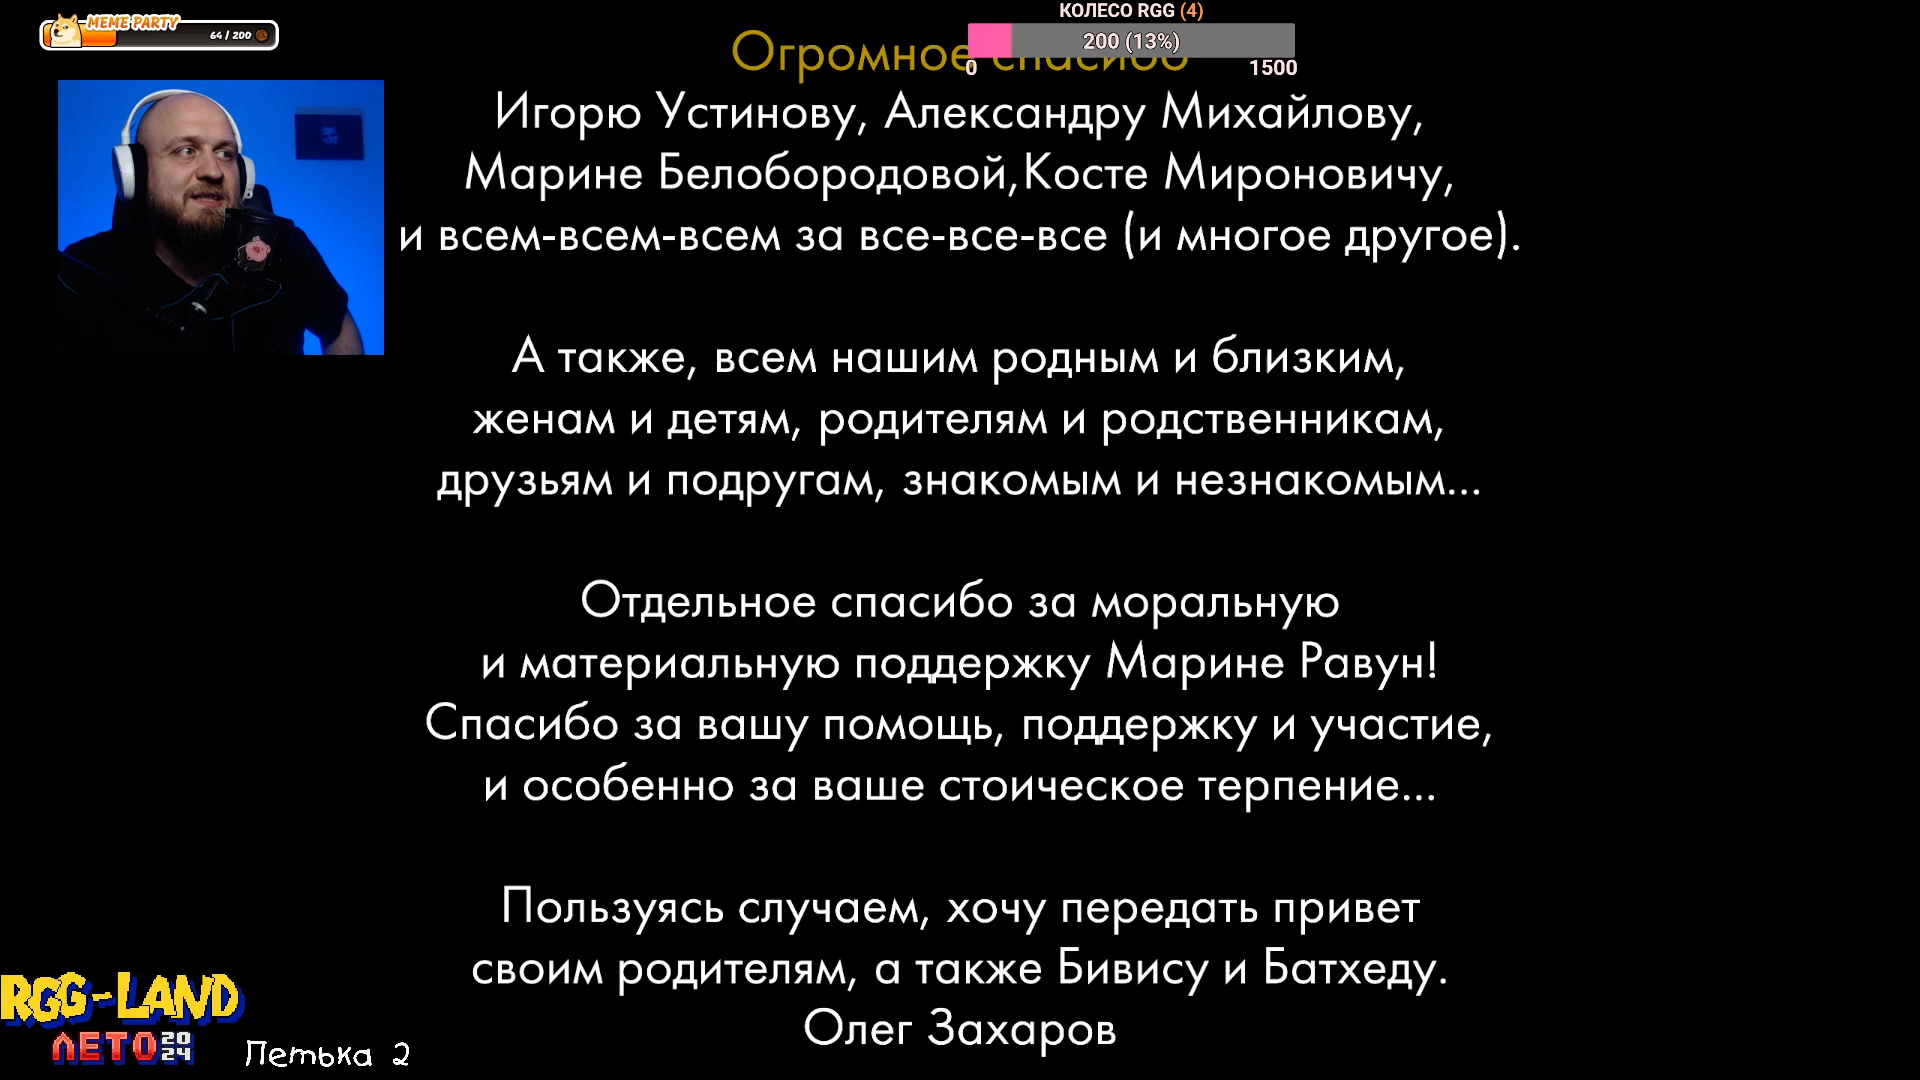 MEME PARTY
64 / 200
КОЛЕСО RGG (4)
200 (13%)
0
1500
Огромное спасибо
Игорю Устинову, Александру Михайлову,
Марине Белобородовой,Косте Мироновичу,
и всем-всем-всем за все-все-все (и многое другое).
А также, всем нашим родным и близким,
женам и детям, родителям и родственникам,
друзьям и подругам, знакомым и незнакомым...
Отдельное спасибо за моральную
и материальную поддержку Марине Равун!
Спасибо за вашу помощь, поддержку и участие,
и особенно за ваше стоическое терпение...
Пользуясь случаем, хочу передать привет
своим родителям, а также Бивису и Батхеду.
Олег Захаров
RGG-LAND
ЛЕТО 2024
Петька 2